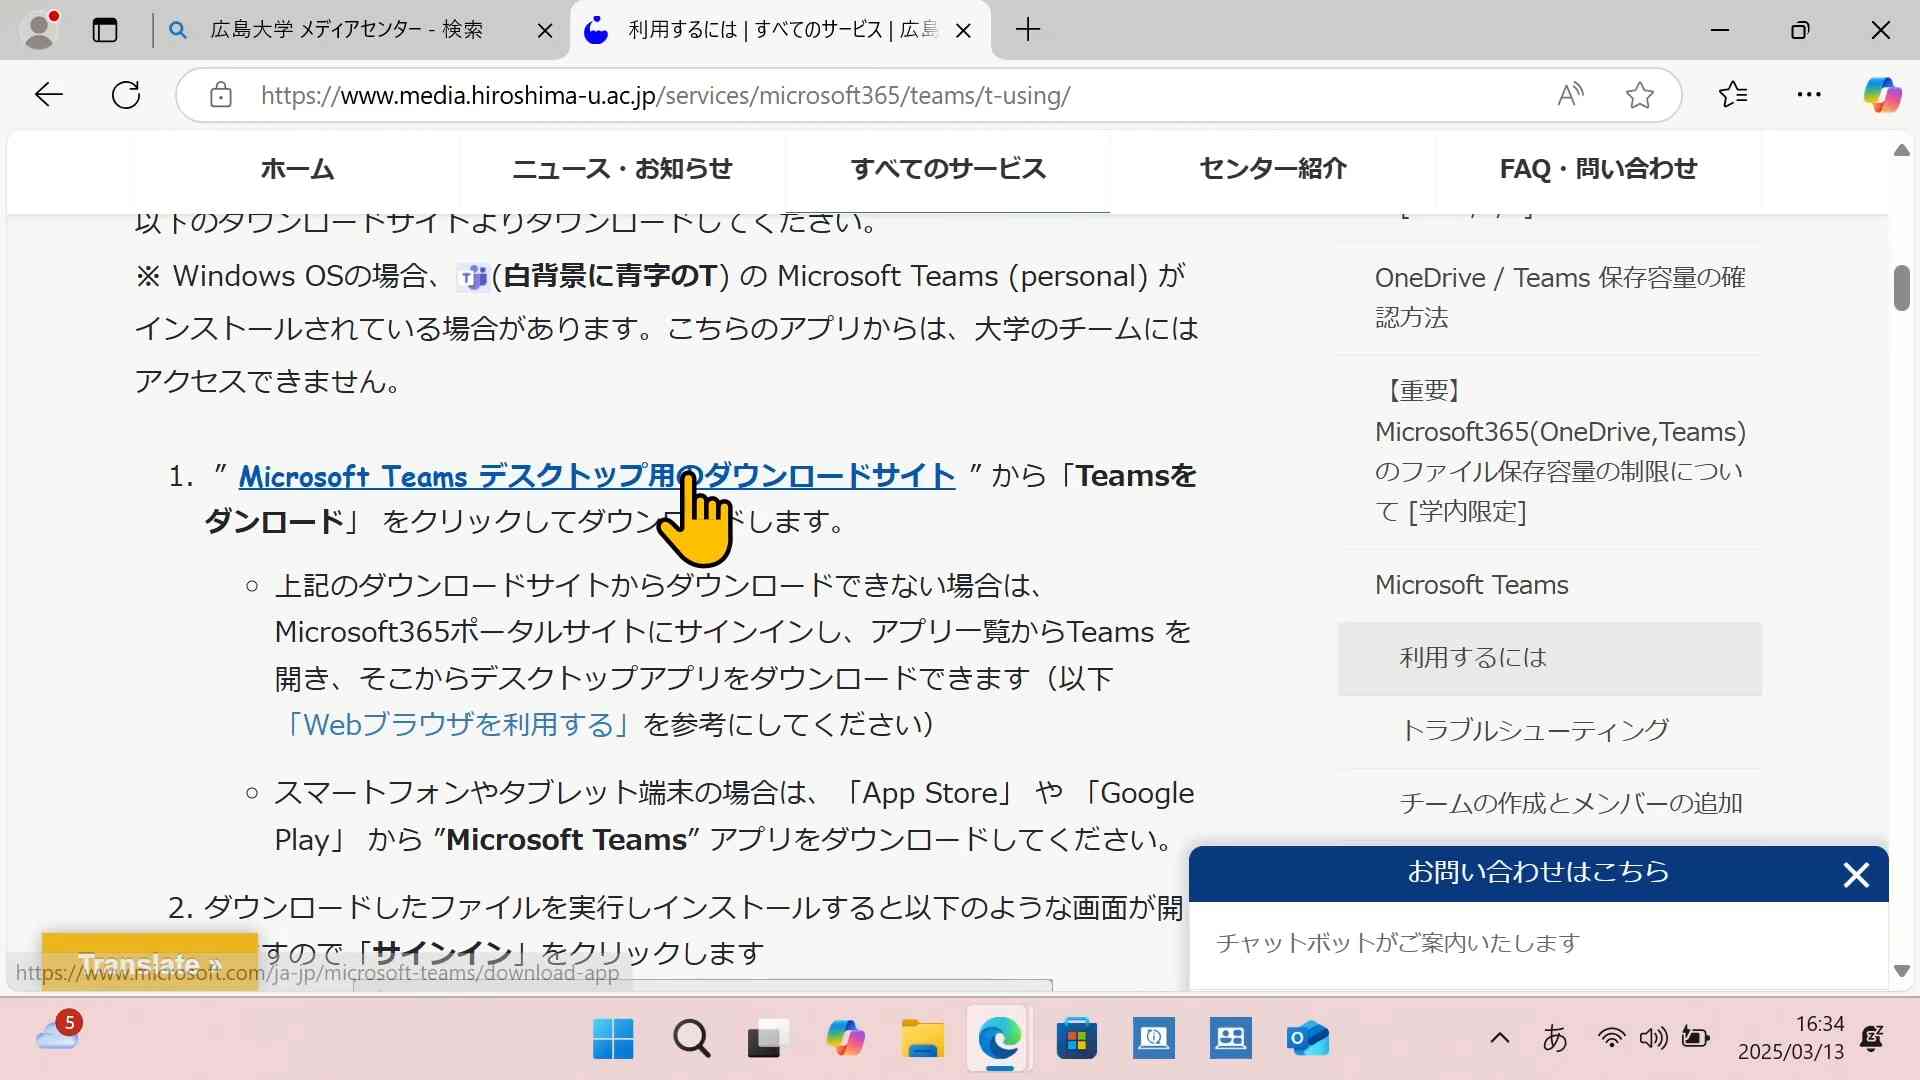 広島大学 メディアセンター - 検索
利用するには | すべてのサービス | 広島
https://www.media.hiroshima-u.ac.jp/services/microsoft365/teams/t-using/
ホーム
ニュース・お知らせ
すべてのサービス
センター紹介
FAQ・問い合わせ
以下のダウンロードサイトよりダウンロードしてください。
※ Windows OSの場合、(白背景に青字のT) の Microsoft Teams (personal) が
インストールされている場合があります。こちらのアプリからは、大学のチームには
アクセスできません。
1. ” Microsoft Teams デスクトップ用のダウンロードサイト ” から「Teamsを
ダンロード」 をクリックしてダウンロードします。
上記のダウンロードサイトからダウンロードできない場合は、
Microsoft365ポータルサイトにサインインし、アプリ一覧からTeams を
開き、そこからデスクトップアプリをダウンロードできます（以下
「Webブラウザを利用する」を参考にしてください）
スマートフォンやタブレット端末の場合は、「App Store」 や 「Google
Play」 から ”Microsoft Teams” アプリをダウンロードしてください。
2. ダウンロードしたファイルを実行しインストールすると以下のような画面が開
すので「サインイン」をクリックします
Translate »
https://www.microsoft.com/ja-jp/microsoft-teams/download-app
OneDrive / Teams 保存容量の確
認方法
【重要】
Microsoft365(OneDrive,Teams)
のファイル保存容量の制限につい
て [学内限定]
Microsoft Teams
利用するには
トラブルシューティング
チームの作成とメンバーの追加
お問い合わせはこちら
チャットボットがご案内いたします
5
あ
16:34
2025/03/13